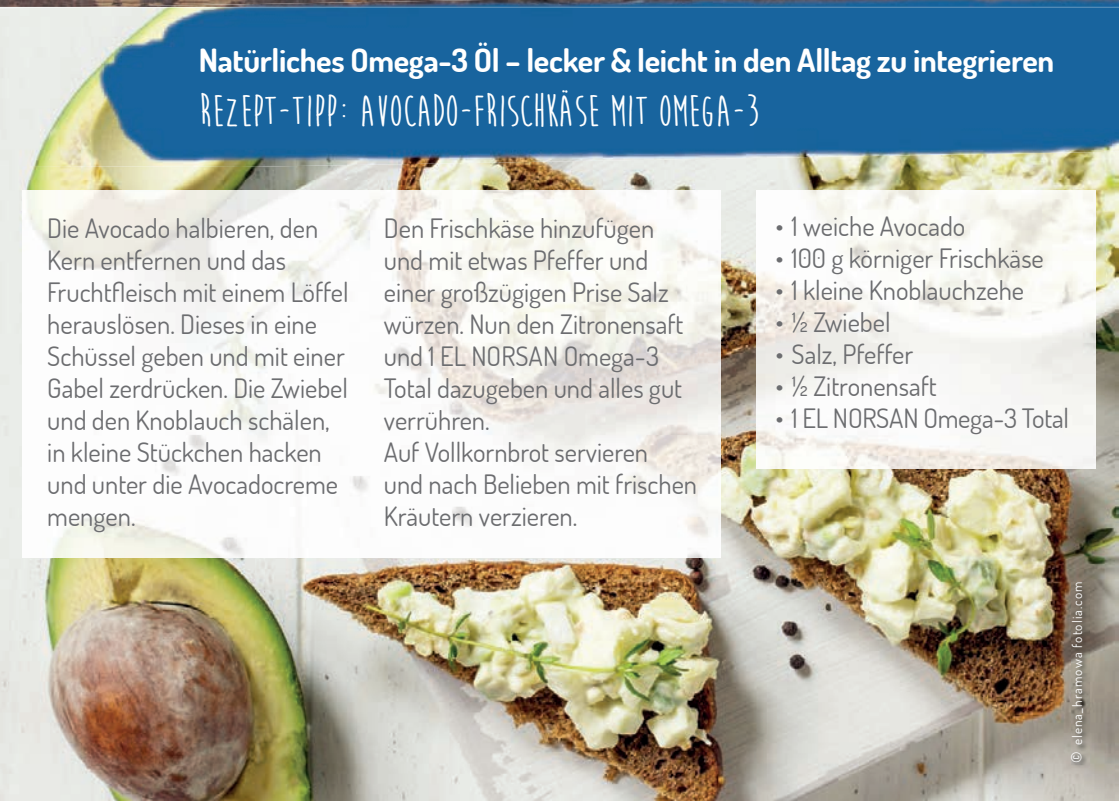 Natürliches Omega-3 Öl – lecker & leicht in den Alltag zu integrieren
REZEPT-TIPP: AVOCADO-FRISCHKÄSE MIT OMEGA-3
Die Avocado halbieren, den
Kern entfernen und das
Fruchtfleisch mit einem Löffel
herauslösen. Dieses in eine
Schüssel geben und mit einer
Gabel zerdrücken. Die Zwiebel
und den Knoblauch schälen,
in kleine Stückchen hacken
und unter die Avocadocreme
mengen.
Den Frischkäse hinzufügen
und mit etwas Pfeffer und
einer großzügigen Prise Salz
würzen. Nun den Zitronensaft
und 1 EL NORSAN Omega-3
Total dazugeben und alles gut
verrühren.
Auf Vollkornbrot servieren
und nach Belieben mit frischen
Kräutern verzieren.
• 1 weiche Avocado
• 100 g körniger Frischkäse
• 1 kleine Knoblauchzehe
• ½ Zwiebel
• Salz, Pfeffer
• ½ Zitronensaft
• 1 EL NORSAN Omega-3 Total
© elena_hramowa fotolia.com